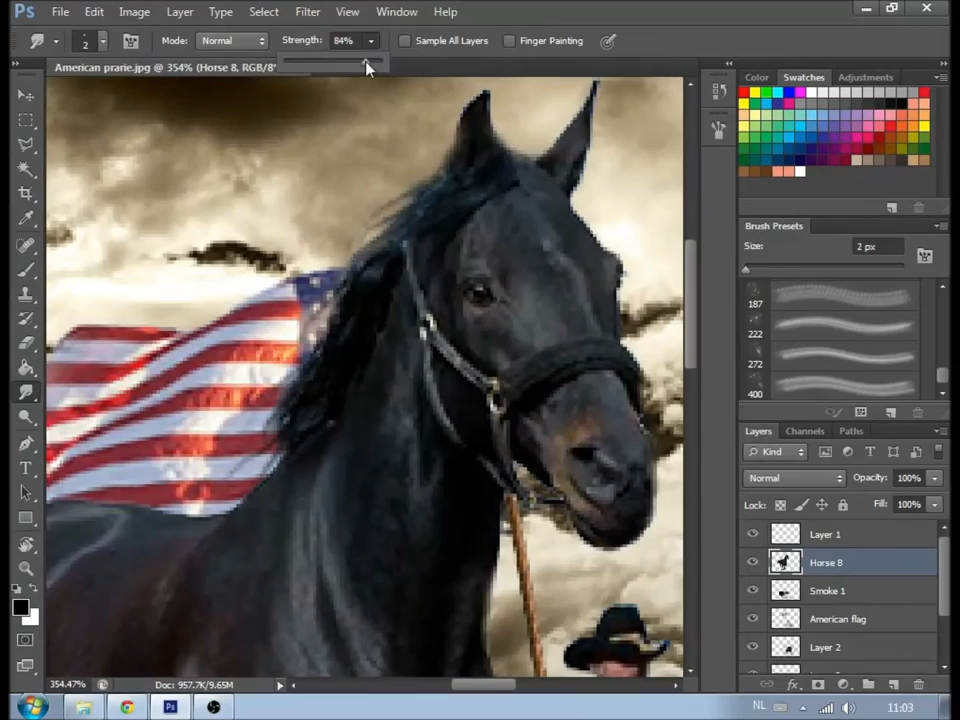 Ps File Edit Image Layer Type Select Filter View Window Help
2 Mode: Normal Strength: 84% Sample All Layers Finger Painting
American prarie.jpg @ 354% (Horse 8, RGB/8*
Color Swatches Adjustments
Brush Presets
Size: 2 px
187
222
272
400
Layers Channels Paths
Kind
Normal Opacity: 100%
Lock: Fill: 100%
Layer 1
Horse 8
Smoke 1
American flag
Layer 2
354.47% Doc: 957.7K/9.65M
Ps NL 11:03